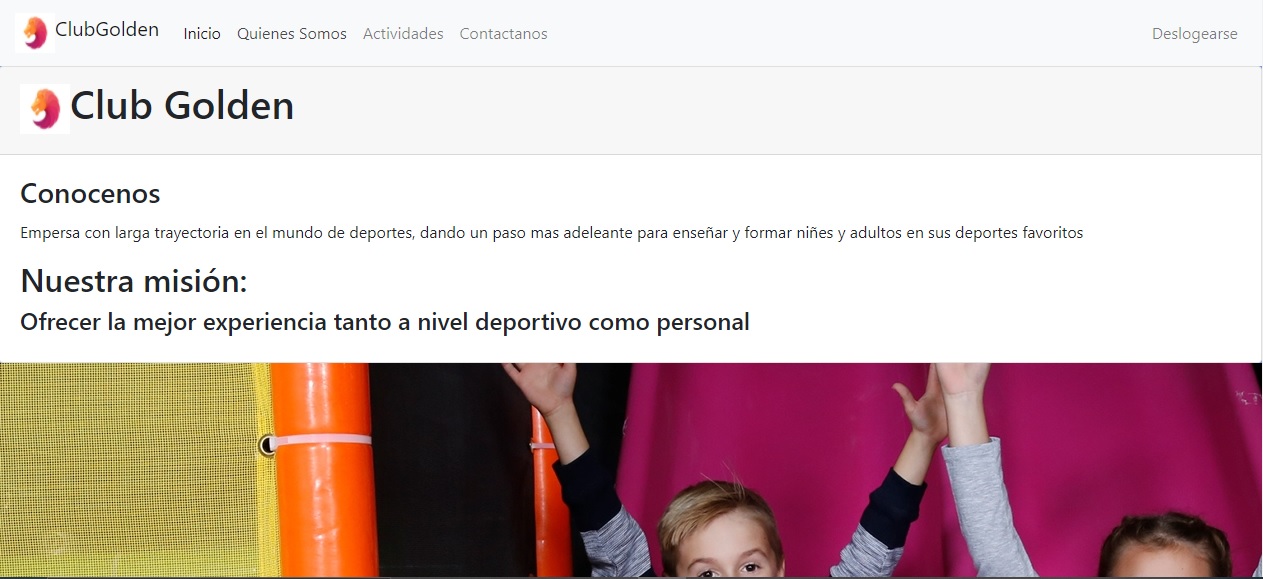 ClubGolden Inicio Quienes Somos Actividades Contactanos Deslogearse
Club Golden
Conocenos
Empersa con larga trayectoria en el mundo de deportes, dando un paso mas adeleante para enseñar y formar niñes y adultos en sus deportes favoritos
Nuestra misión:
Ofrecer la mejor experiencia tanto a nivel deportivo como personal